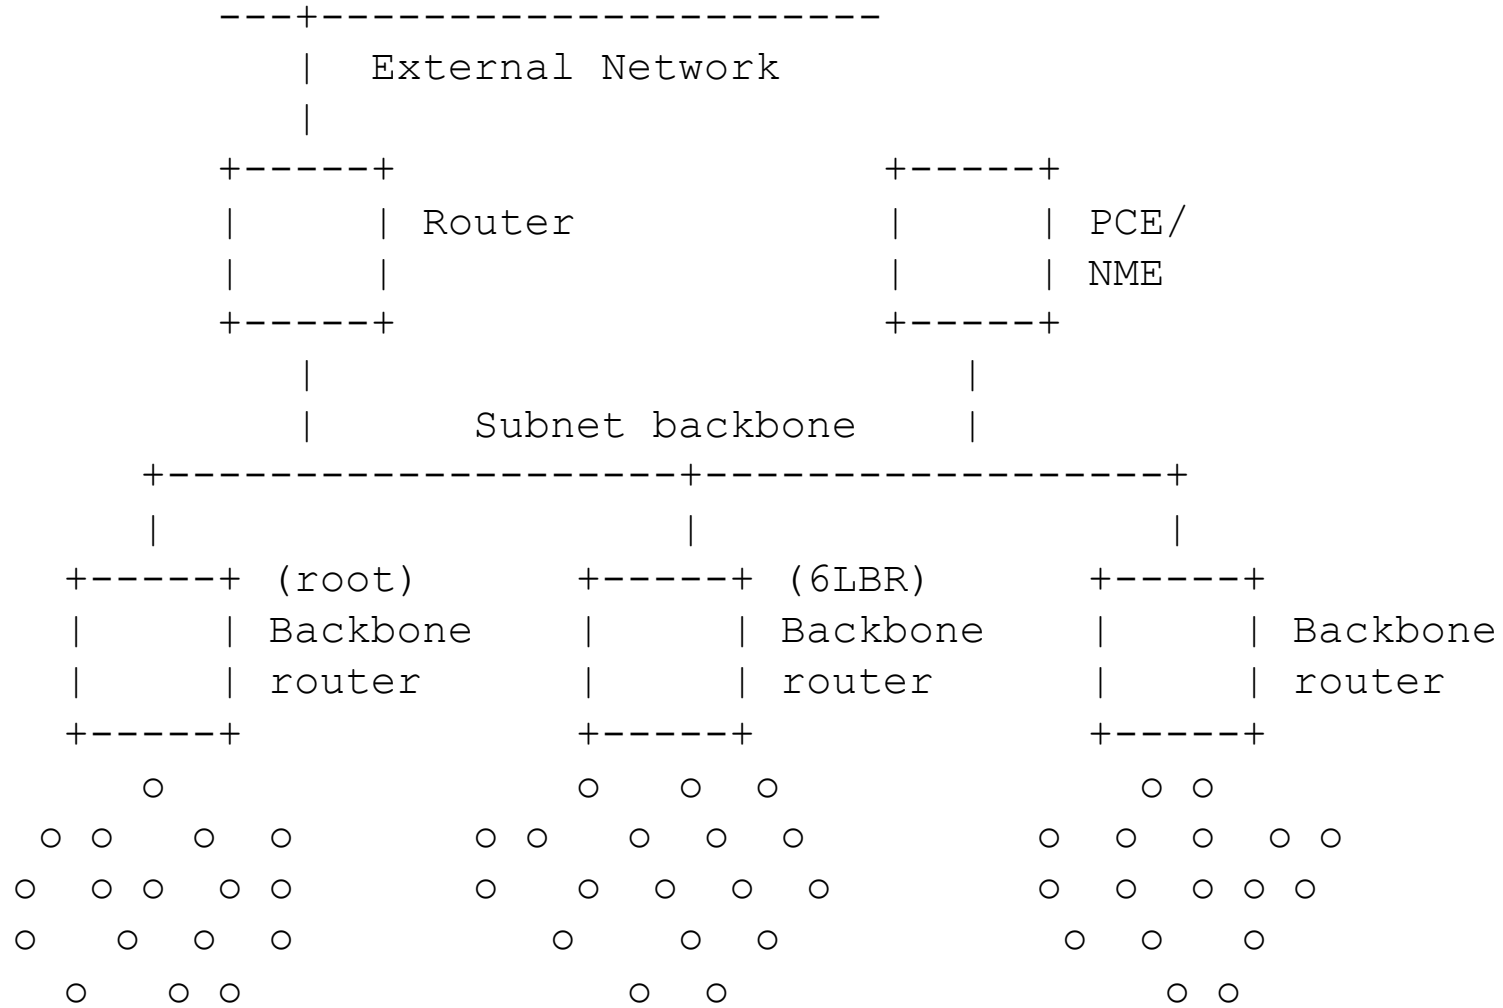 External Network
Router
PCE/
NME
Subnet backbone
(root)
Backbone
router
(6LBR)
Backbone
router
Backbone
router